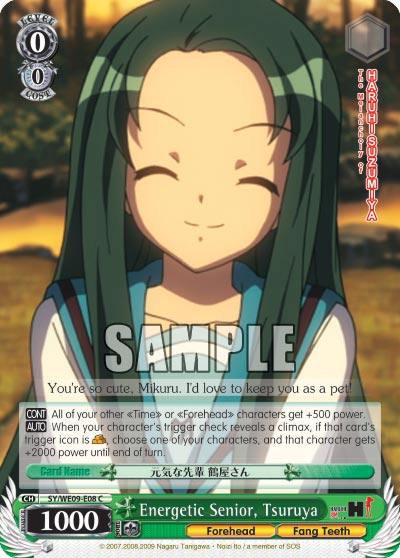 LEVEL
0
0
COST
The Melancholy of
HARUHI SUZUMIYA
SAMPLE
You're so cute, Mikuru. I'd love to keep you as a pet!
CONT All of your other «Time» or «Forehead» characters get +500 power.
AUTO When your character's trigger check reveals a climax, if that card's
trigger icon is , choose one of your characters, and that character gets
+2000 power until end of turn.
Card Name 元気な先輩 鶴屋さん
CH SY/WE09-E08 C
POWER 1000
Energetic Senior, Tsuruya
Forehead Fang Teeth
© 2007,2008,2009 Nagaru Tanigawa • Noizi Ito / a member of SOS